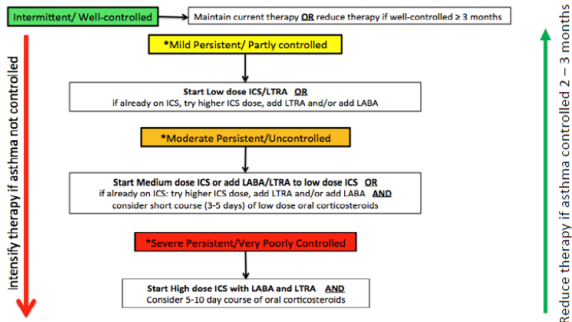 Intermittent/ Well-controlled
Maintain current therapy OR reduce therapy if well-controlled ≥ 3 months
*Mild Persistent/ Partly controlled
Start Low dose ICS/LTRA OR
if already on ICS, try higher ICS dose, add LTRA and/or add LABA
*Moderate Persistent/Uncontrolled
Start Medium dose ICS or add LABA/LTRA to low dose ICS OR
if already on ICS: try higher ICS dose, add LTRA and/or add LABA AND
consider short course (3-5 days) of low dose oral corticosteroids
*Severe Persistent/Very Poorly Controlled
Start High dose ICS with LABA and LTRA AND
Consider 5-10 day course of oral corticosteroids
Intensify therapy if asthma not controlled
Reduce therapy if asthma controlled 2 – 3 months